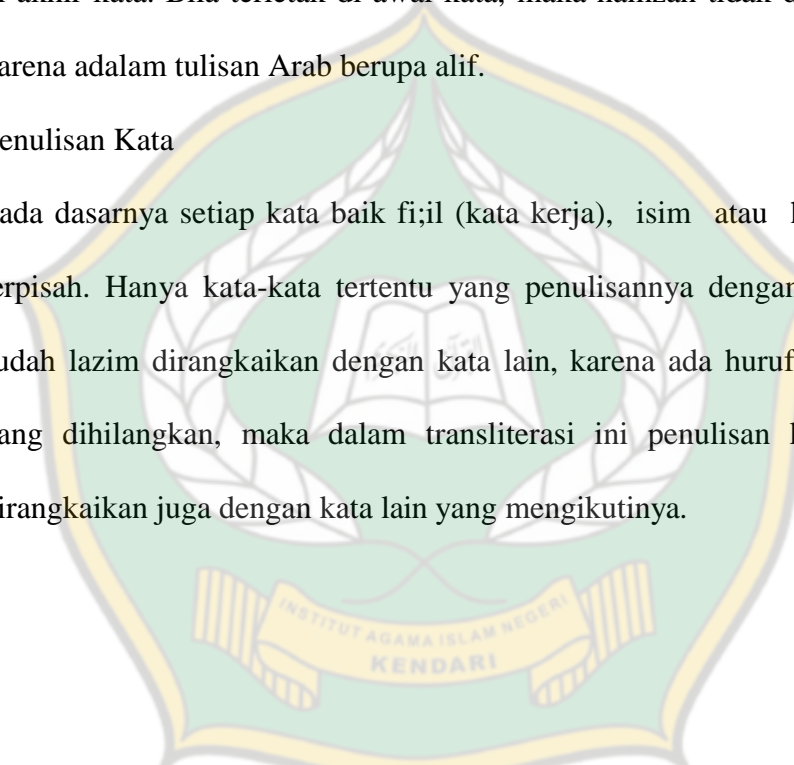 akhir kata. Bila terletak di awal kata, maka hamzah tidak
arena adalam tulisan Arab berupa alif.
enulisan Kata
ada dasarnya setiap kata baik fi;il (kata kerja), isim atau
erpisah. Hanya kata-kata tertentu yang penulisannya dengan
udah lazim dirangkaikan dengan kata lain, karena ada huruf
ang dihilangkan, maka dalam transliterasi ini penulisan
irangkaikan juga dengan kata lain yang mengikutinya.
INSTITUT AGAMA ISLAM NEGERI
KENDARI